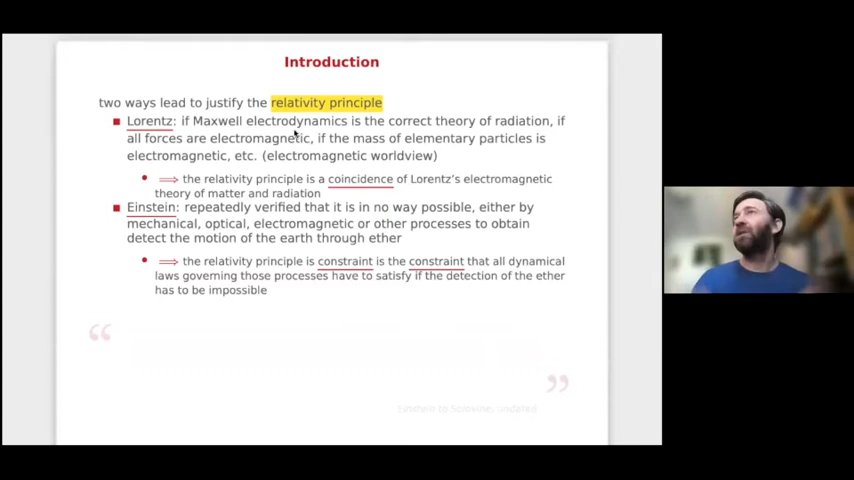 Introduction
two ways lead to justify the relativity principle
Lorentz: if Maxwell electrodynamics is the correct theory of radiation, if
all forces are electromagnetic, if the mass of elementary particles is
electromagnetic, etc. (electromagnetic worldview)
⟹ the relativity principle is a coincidence of Lorentz's electromagnetic
theory of matter and radiation
Einstein: repeatedly verified that it is in no way possible, either by
mechanical, optical, electromagnetic or other processes to obtain
detect the motion of the earth through ether
⟹ the relativity principle is constraint is the constraint that all dynamical
laws governing those processes have to satisfy if the detection of the ether
has to be impossible
“
”
Einstein to Solovine, undated